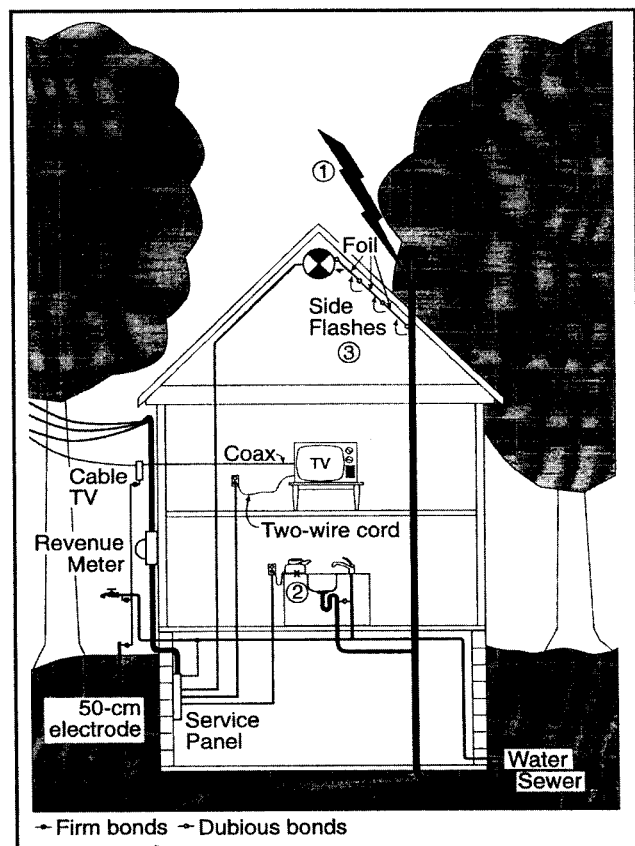 ①
Foil
Side
Flashes
③
Coax
TV
Cable
TV
Two-wire cord
Revenue
Meter
②
50-cm
electrode
Service
Panel
Water
Sewer
Firm bonds Dubious bonds